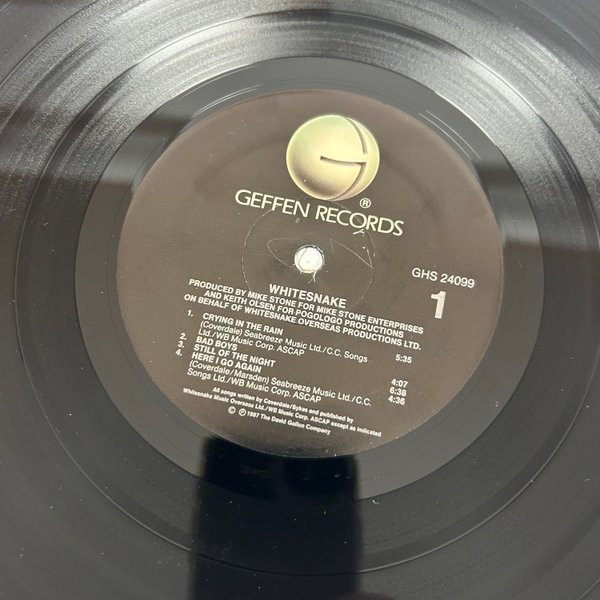 GEFFEN RECORDS®
GHS 24099
1
WHITESNAKE
PRODUCED BY MIKE STONE FOR MIKE STONE ENTERPRISES
AND KEITH OLSEN FOR POGOLOGO PRODUCTIONS
ON BEHALF OF WHITESNAKE OVERSEAS PRODUCTIONS LTD.
1. CRYING IN THE RAIN
(Coverdale) Seabreeze Music Ltd./C.C. Songs
Ltd./WB Music Corp. ASCAP 5:35
2. BAD BOYS 4:07
3. STILL OF THE NIGHT 6:38
4. HERE I GO AGAIN 4:36
(Coverdale/Marsden) Seabreeze Music Ltd./C.C.
Songs Ltd./WB Music Corp. ASCAP
All songs written by Coverdale/Sykes and published by
Whitesnake Music Overseas Ltd./WB Music Corp. ASCAP except as indicated
© ℗ 1987 The David Geffen Company